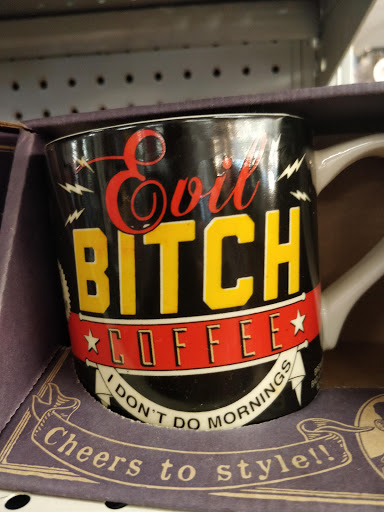 Evil
BITCH
COFFEE
I DON'T DO MORNINGS
Cheers to style!!